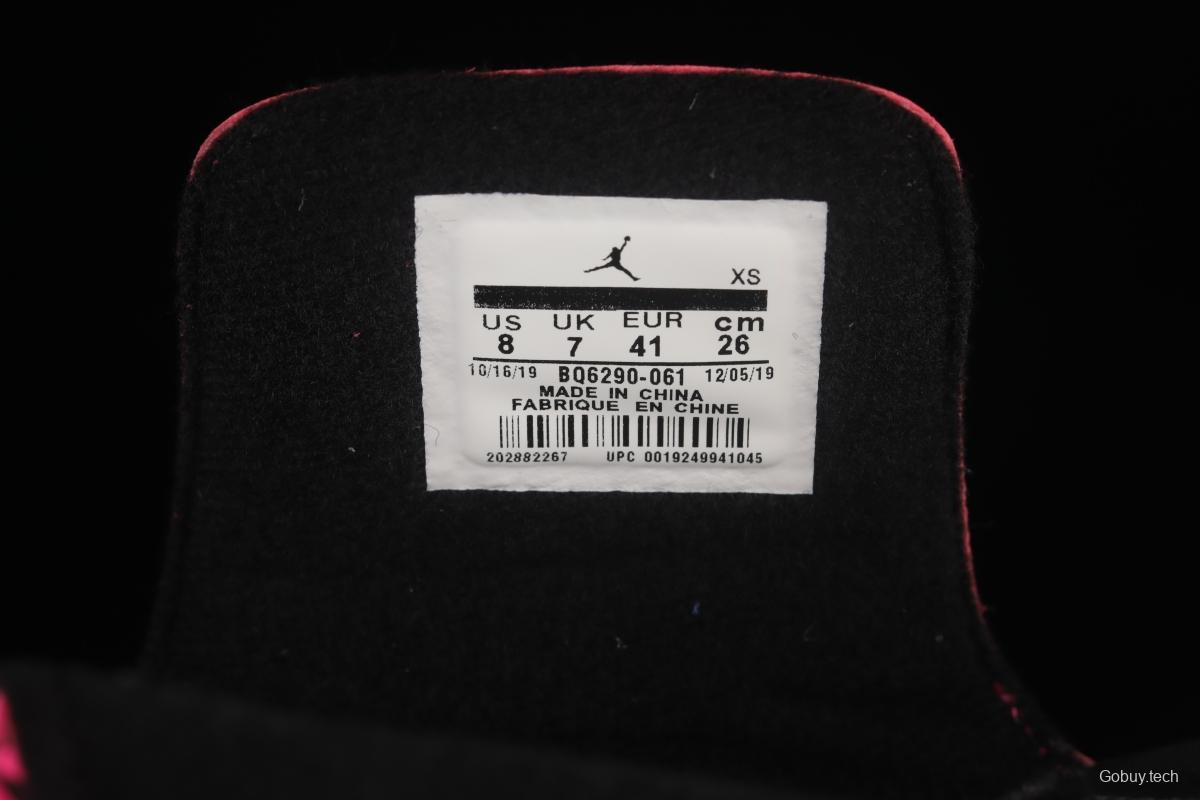 XS
US UK EUR cm
8 7 41 26
10/16/19 BQ6290-061 12/05/19
MADE IN CHINA
FABRIQUE EN CHINE
202882267 UPC 0019249941045
Gobuy.tech